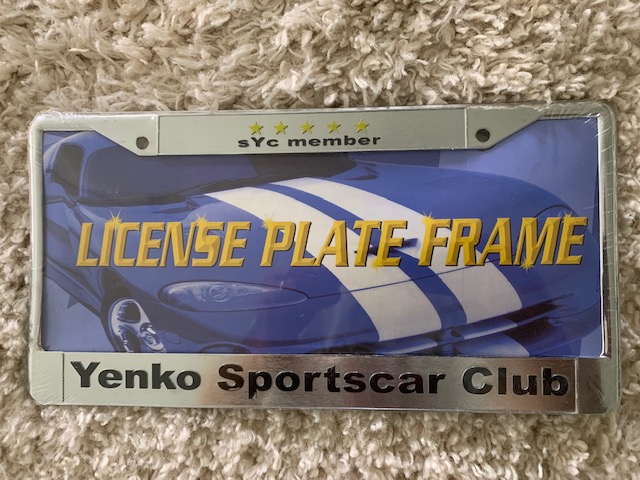 sYc member
LICENSE PLATE FRAME
Yenko Sportscar Club